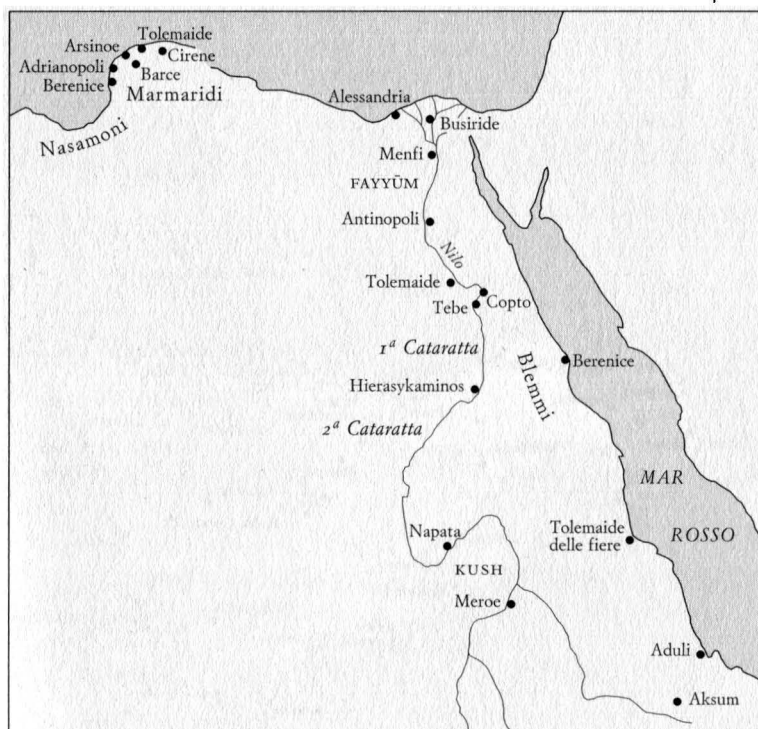 Tolemaide
Arsinoe
Cirene
Adrianopoli
Barce
Berenice
Marmaridi
Nasamoni
Alessandria
Busiride
Menfi
FAYYŪM
Antinopoli
Nilo
Tolemaide
Copto
Tebe
1ª Cataratta
Berenice
Blemmi
Hierasykaminos
2ª Cataratta
MAR
ROSSO
Napata
Tolemaide
delle fiere
KUSH
Meroe
Aduli
Aksum